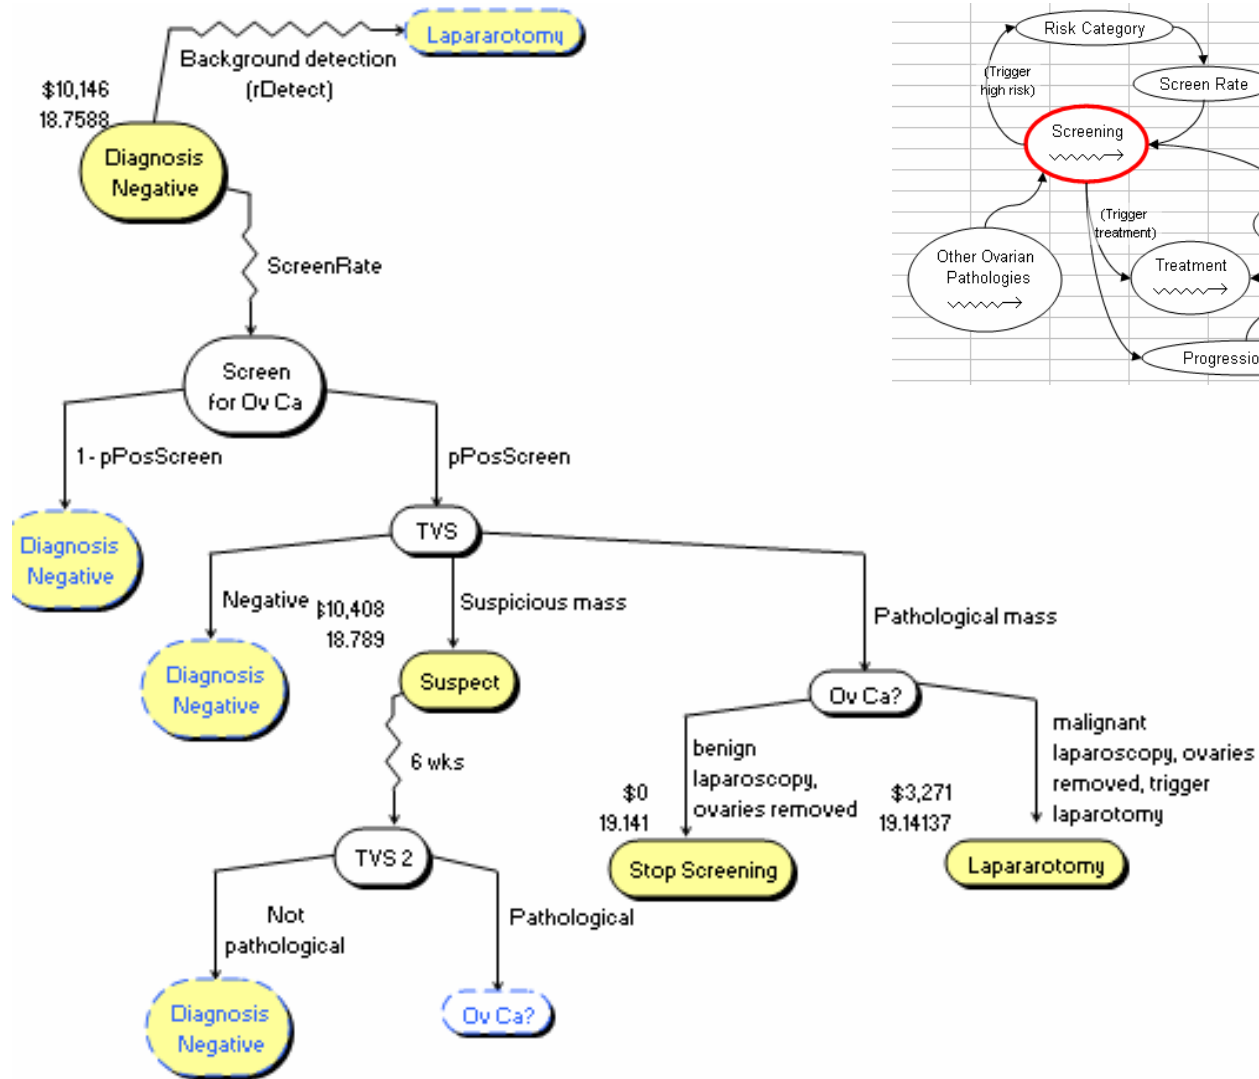 Lapararotomy
Background detection
(rDetect)
$10,146
18.7588
Diagnosis
Negative
ScreenRate
Screen
for Ov Ca
1 - pPosScreen
pPosScreen
Diagnosis
Negative
TVS
Negative
$10,408
18.789
Suspicious mass
Pathological mass
Diagnosis
Negative
Suspect
Ov Ca?
6 wks
benign
laparoscopy,
ovaries removed
malignant
laparoscopy, ovaries
removed, trigger
laparotomy
$0
19.141
$3,271
19.14137
TVS 2
Stop Screening
Lapararotomy
Not
pathological
Pathological
Diagnosis
Negative
Ov Ca?
Risk Category
(Trigger
high risk)
Screen Rate
Screening
(Trigger
treatment)
Other Ovarian
Pathologies
Treatment
Progressio